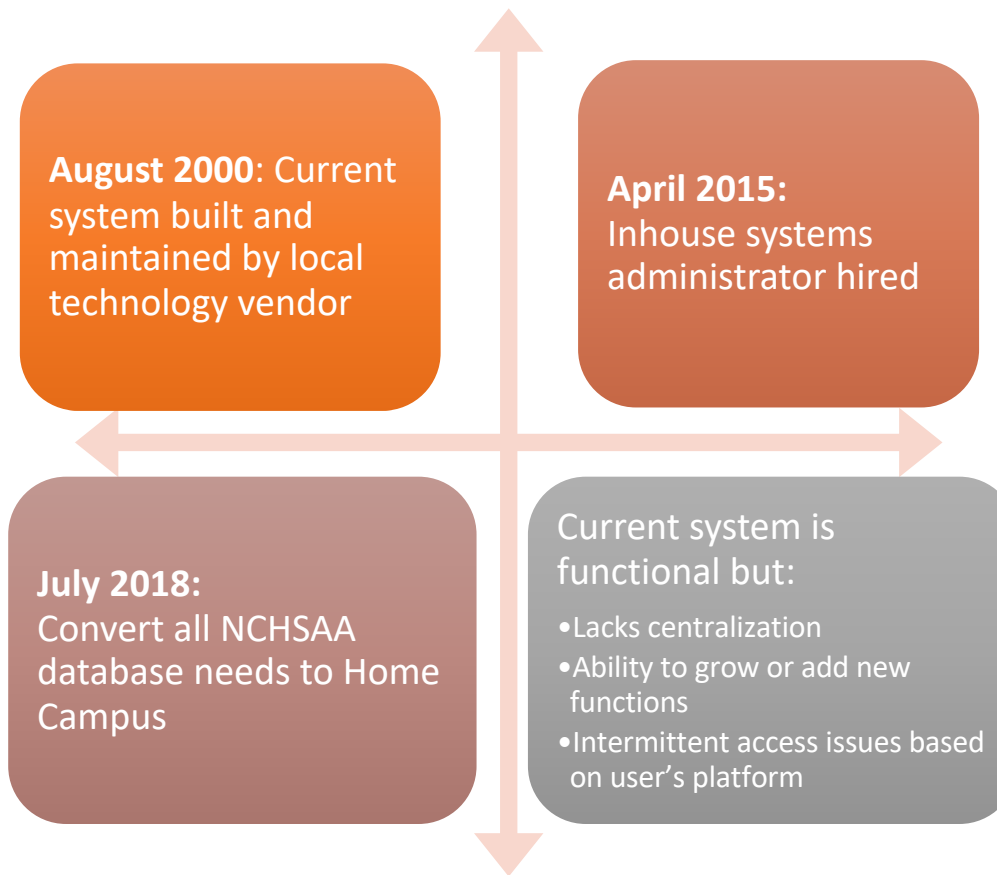 August 2000: Current
system built and
maintained by local
technology vendor
April 2015:
Inhouse systems
administrator hired
July 2018:
Convert all NCHSAA
database needs to Home
Campus
Current system is
functional but:
•Lacks centralization
•Ability to grow or add new
functions
•Intermittent access issues based
on user’s platform